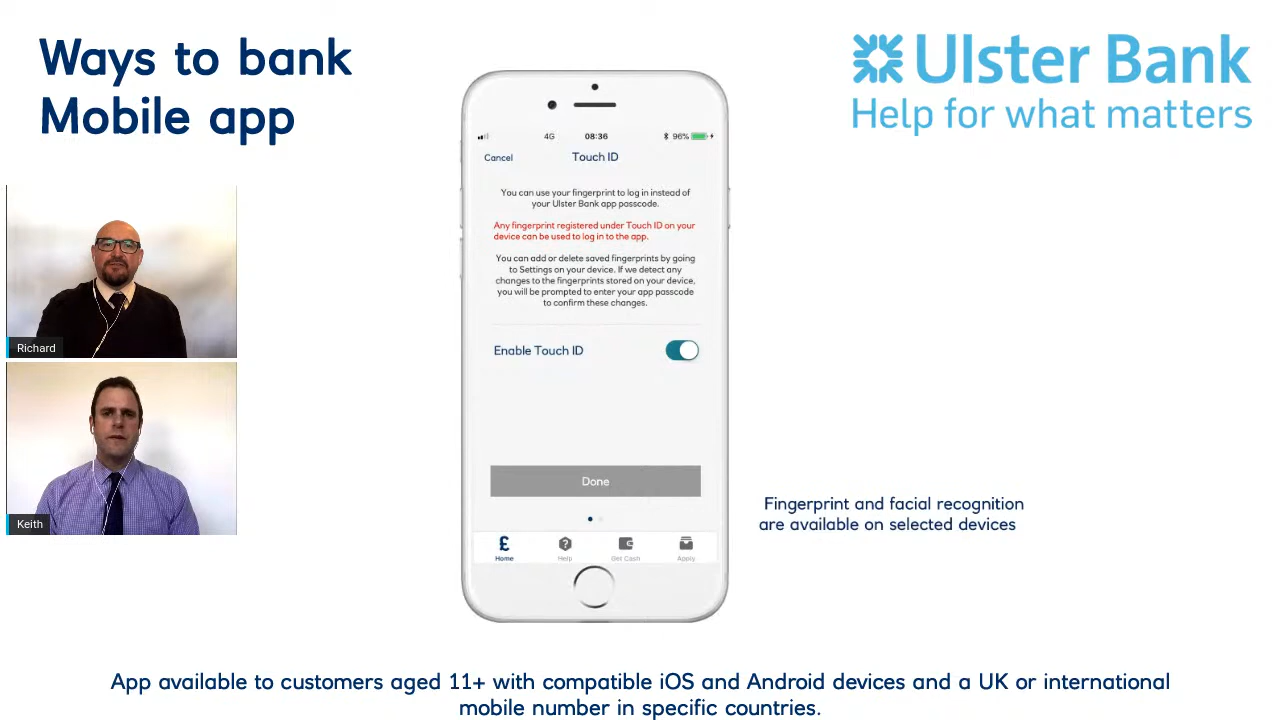 Ways to bank
Mobile app
Ulster Bank
Help for what matters
Richard
Keith
4G
08:36
96%
Cancel
Touch ID
You can use your fingerprint to log in instead of
your Ulster Bank app passcode.
Any fingerprint registered under Touch ID on your
device can be used to log in to the app.
You can add or delete saved fingerprints by going
to Settings on your device. If we detect any
changes to the fingerprints stored on your device,
you will be prompted to enter your app passcode
to confirm these changes.
Enable Touch ID
Done
£
Home
Help
Get Cash
Apply
Fingerprint and facial recognition
are available on selected devices
App available to customers aged 11+ with compatible iOS and Android devices and a UK or international
mobile number in specific countries.